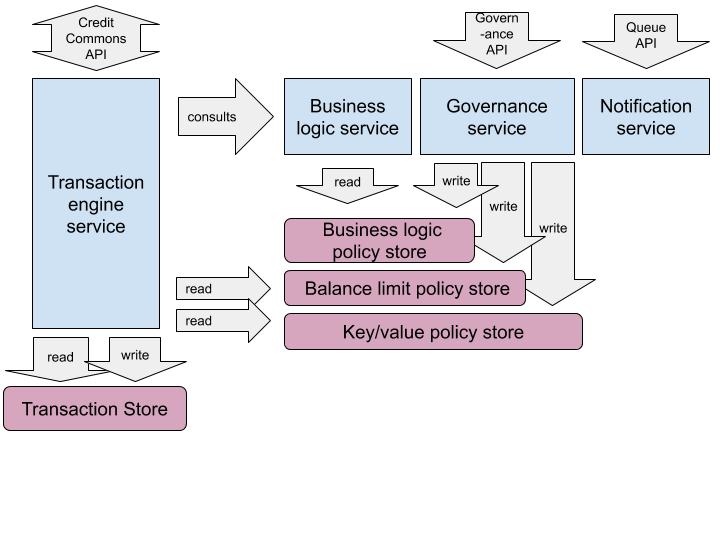 Credit
Commons
API
Govern
-ance
API
Queue
API
Transaction
engine
service
consults
Business
logic service
Governance
service
Notification
service
read
write
write
write
Business logic
policy store
read
Balance limit policy store
read
Key/value policy store
read
write
Transaction Store